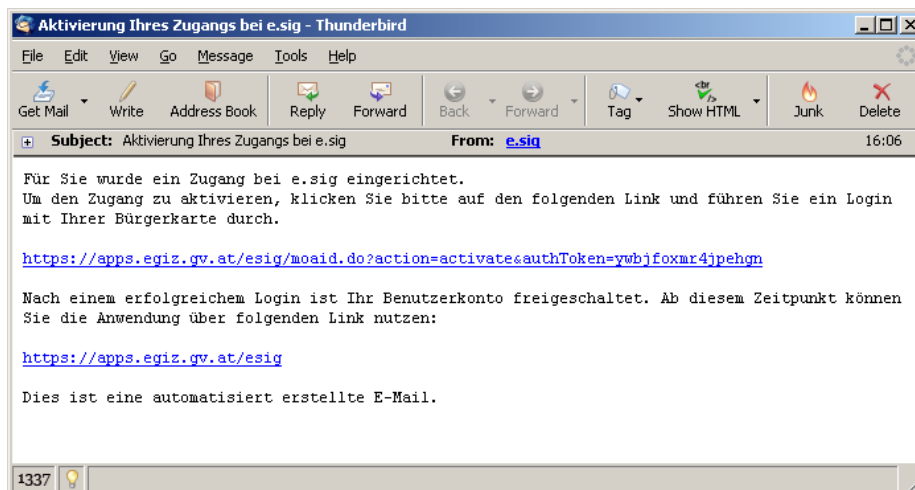 Aktivierung Ihres Zugangs bei e.sig - Thunderbird
File Edit View Go Message Tools Help
Get Mail Write Address Book Reply Forward Back Forward Tag Show HTML Junk Delete
Subject: Aktivierung Ihres Zugangs bei e.sig From: e.sig 16:06
Für Sie wurde ein Zugang bei e.sig eingerichtet.
Um den Zugang zu aktivieren, klicken Sie bitte auf den folgenden Link und führen Sie ein Login
mit Ihrer Bürgerkarte durch.
https://apps.egiz.gv.at/esig/moaid.do?action=activate&authToken=ywbjfoxmr4jpehgn
Nach einem erfolgreichem Login ist Ihr Benutzerkonto freigeschaltet. Ab diesem Zeitpunkt können
Sie die Anwendung über folgenden Link nutzen:
https://apps.egiz.gv.at/esig
Dies ist eine automatisiert erstellte E-Mail.
1337